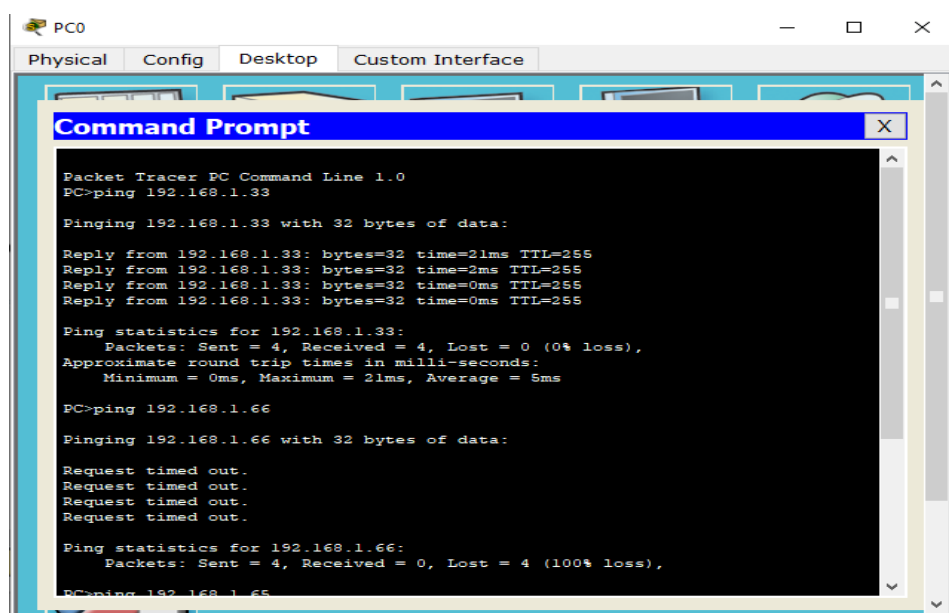 PC0
Physical Config Desktop Custom Interface
Command Prompt
X
Packet Tracer PC Command Line 1.0
PC>ping 192.168.1.33
Pinging 192.168.1.33 with 32 bytes of data:
Reply from 192.168.1.33: bytes=32 time=21ms TTL=255
Reply from 192.168.1.33: bytes=32 time=2ms TTL=255
Reply from 192.168.1.33: bytes=32 time=0ms TTL=255
Reply from 192.168.1.33: bytes=32 time=0ms TTL=255
Ping statistics for 192.168.1.33:
Packets: Sent = 4, Received = 4, Lost = 0 (0% loss),
Approximate round trip times in milli-seconds:
Minimum = 0ms, Maximum = 21ms, Average = 5ms
PC>ping 192.168.1.66
Pinging 192.168.1.66 with 32 bytes of data:
Request timed out.
Request timed out.
Request timed out.
Request timed out.
Ping statistics for 192.168.1.66:
Packets: Sent = 4, Received = 0, Lost = 4 (100% loss),
PC>ping 192.168.1.65